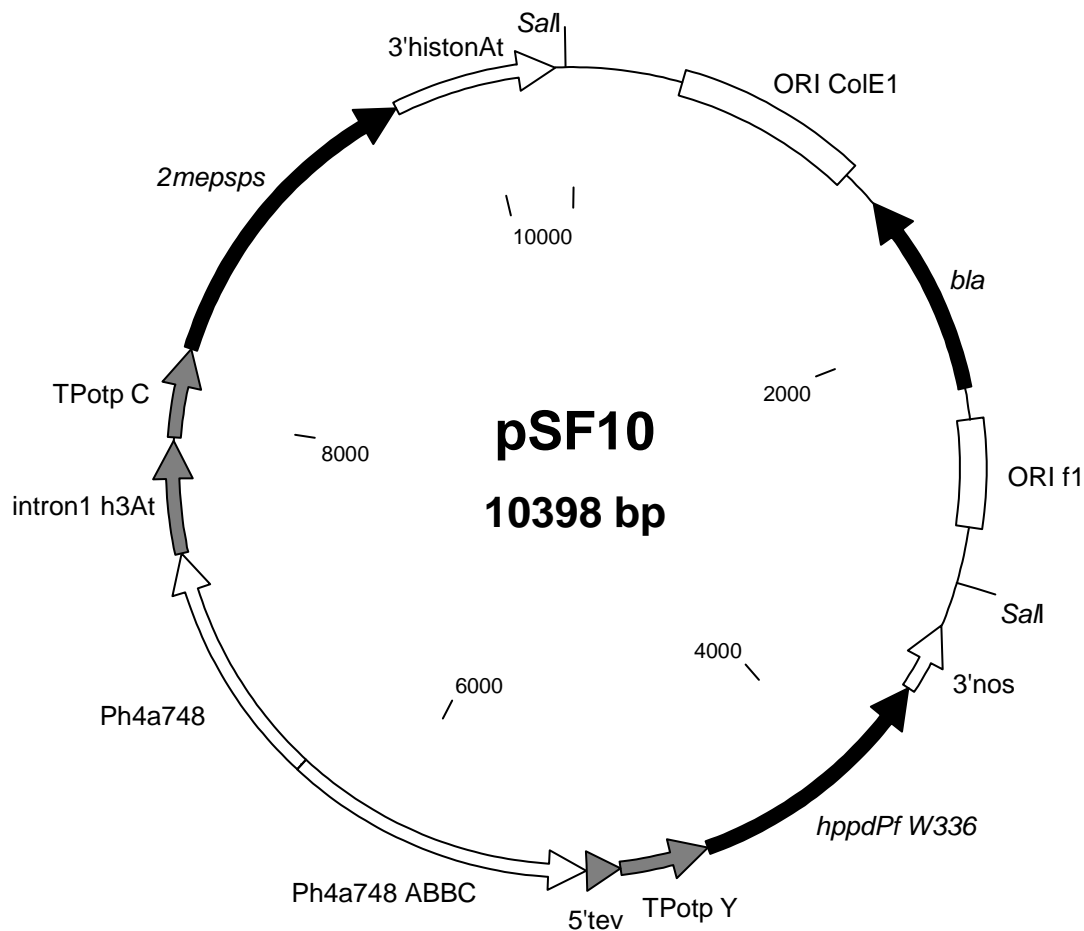 SalI
3'histonAt
ORI ColE1
2mepsps
10000
bla
2000
TPotp C
pSF10
8000
ORI f1
intron1 h3At
10398 bp
SalI
4000
3'nos
6000
Ph4a748
hppdPf W336
Ph4a748 ABBC
TPotp Y
5'tev